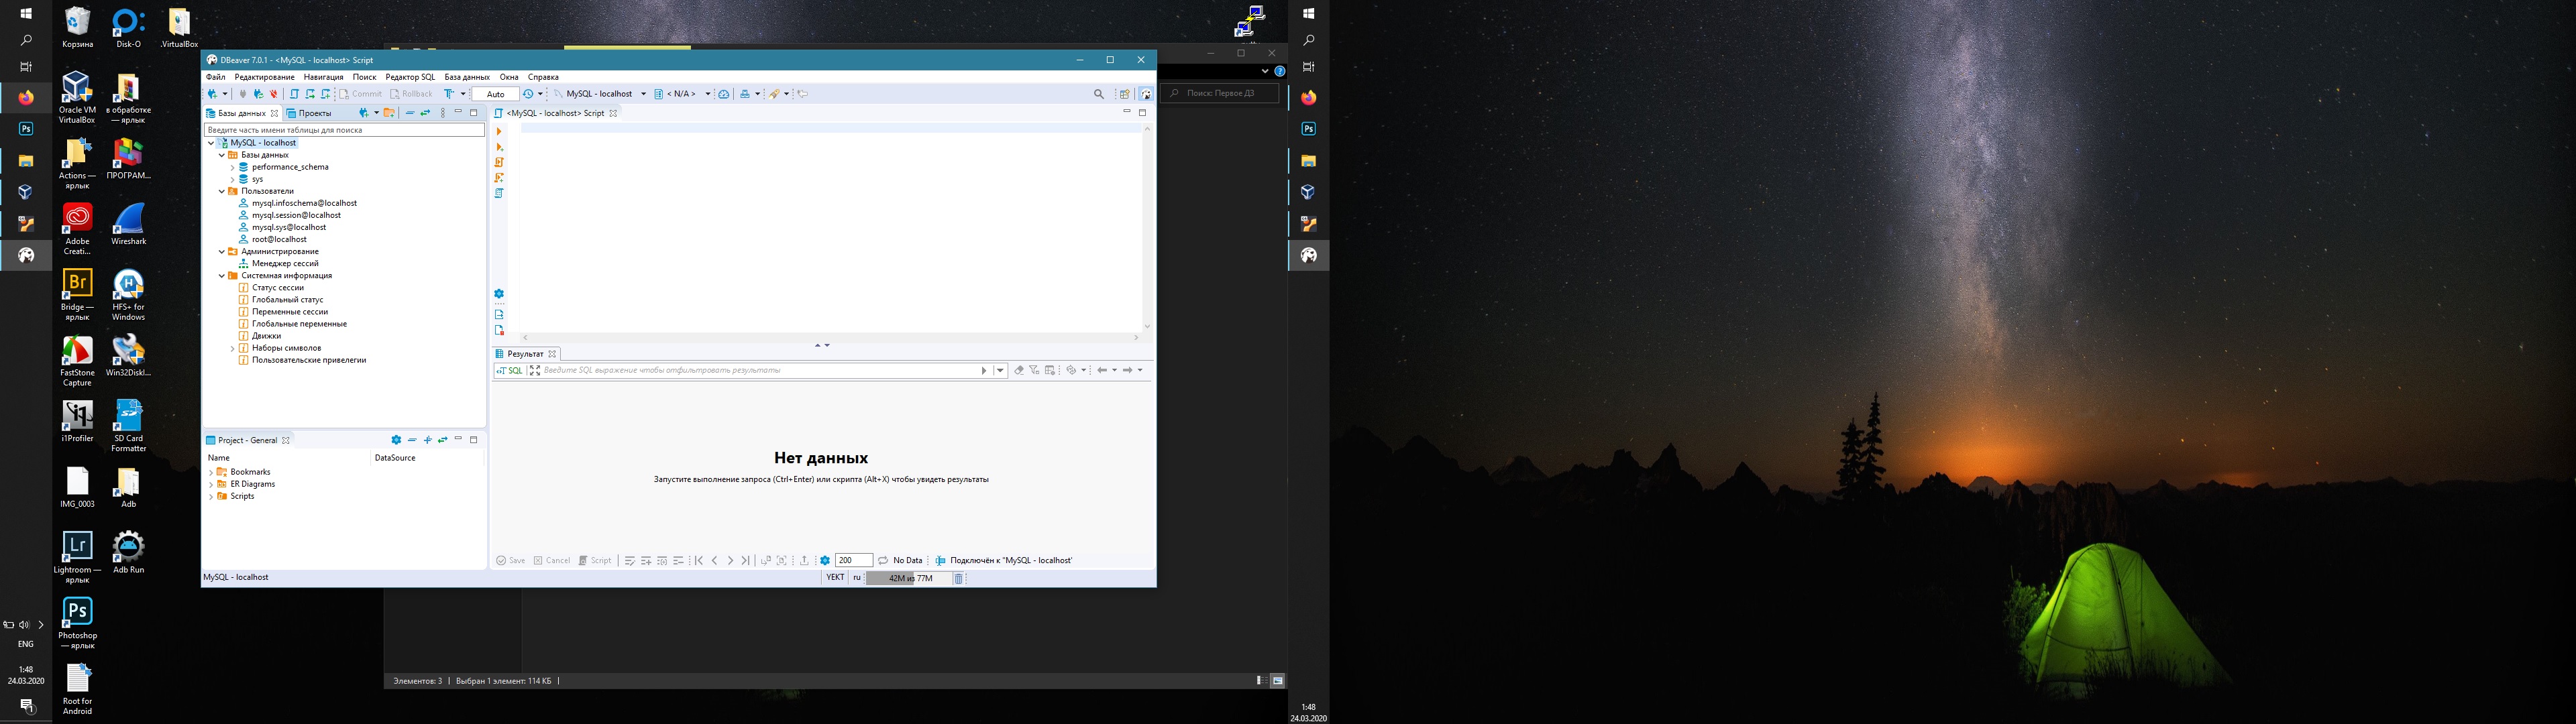 Корзина
Disk-O
.VirtualBox
Oracle VM
VirtualBox
в обработке
— ярлык
Actions —
ярлык
ПРОГРАМ...
Adobe
Creati...
Wireshark
Bridge —
ярлык
HFS+ for
Windows
FastStone
Capture
Win32DiskI...
i1Profiler
SD Card
Formatter
IMG_0003
Adb
Lightroom —
ярлык
Adb Run
Photoshop
— ярлык
Root for
Android
ENG
1:48
24.03.2020
DBeaver 7.0.1 - <MySQL - localhost> Script
Файл Редактирование Навигация Поиск Редактор SQL База данных Окна Справка
Commit Rollback Auto MySQL - localhost < N/A >
Базы данных Проекты
Введите часть имени таблицы для поиска
MySQL - localhost
Базы данных
performance_schema
sys
Пользователи
mysql.infoschema@localhost
mysql.session@localhost
mysql.sys@localhost
root@localhost
Администрирование
Менеджер сессий
Системная информация
Статус сессии
Глобальный статус
Переменные сессии
Глобальные переменные
Движки
Наборы символов
Пользовательские привелегии
Project - General
Name DataSource
Bookmarks
ER Diagrams
Scripts
<MySQL - localhost> Script
Результат
SQL Введите SQL выражение чтобы отфильтровать результаты
Нет данных
Запустите выполнение запроса (Ctrl+Enter) или скрипта (Alt+X) чтобы увидеть результаты
Save Cancel Script 200 No Data Подключён к "MySQL - localhost'
MySQL - localhost YEKT ru 42M из 77M
Поиск: Первое ДЗ
Элементов: 3 Выбран 1 элемент: 114 КБ
1:48
24.03.2020